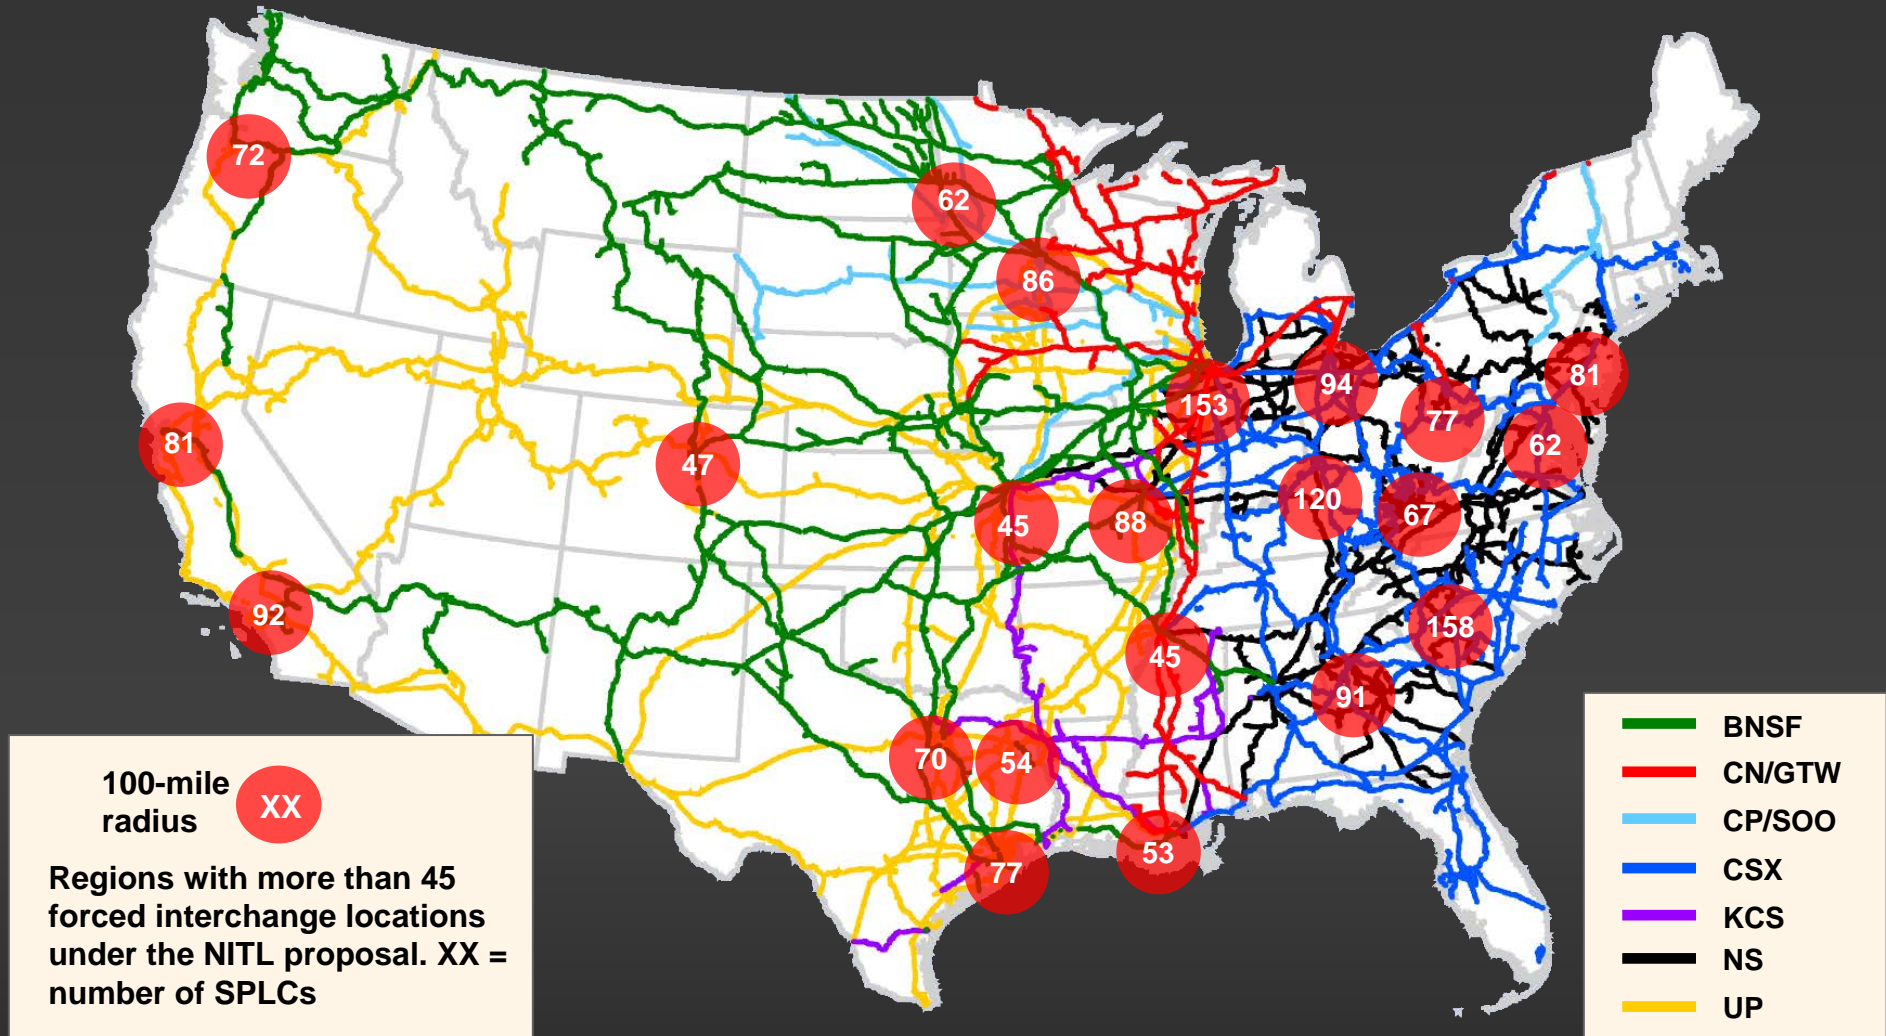 72
62
86
81
47
92
153
94
77
81
62
45
88
120
67
158
45
91
70
54
77
53
100-mile
radius
XX
Regions with more than 45
forced interchange locations
under the NITL proposal. XX =
number of SPLCs
BNSF
CN/GTW
CP/SOO
CSX
KCS
NS
UP